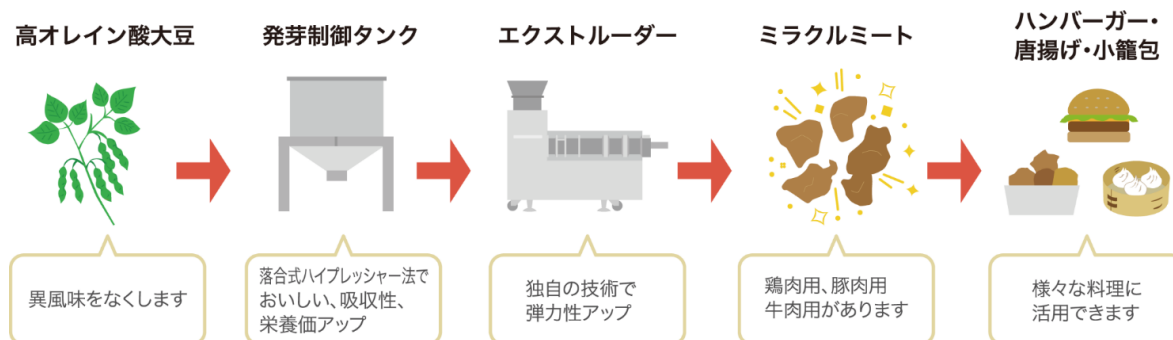 高オレイン酸大豆
発芽制御タンク
エクストルーダー
ミラクルミート
ハンバーガー・
唐揚げ・小籠包
異風味をなくします
落合式ハイプレッシャー法で
おいしい、吸収性、
栄養価アップ
独自の技術で
弾力性アップ
鶏肉用、豚肉用
牛肉用があります
様々な料理に
活用できます